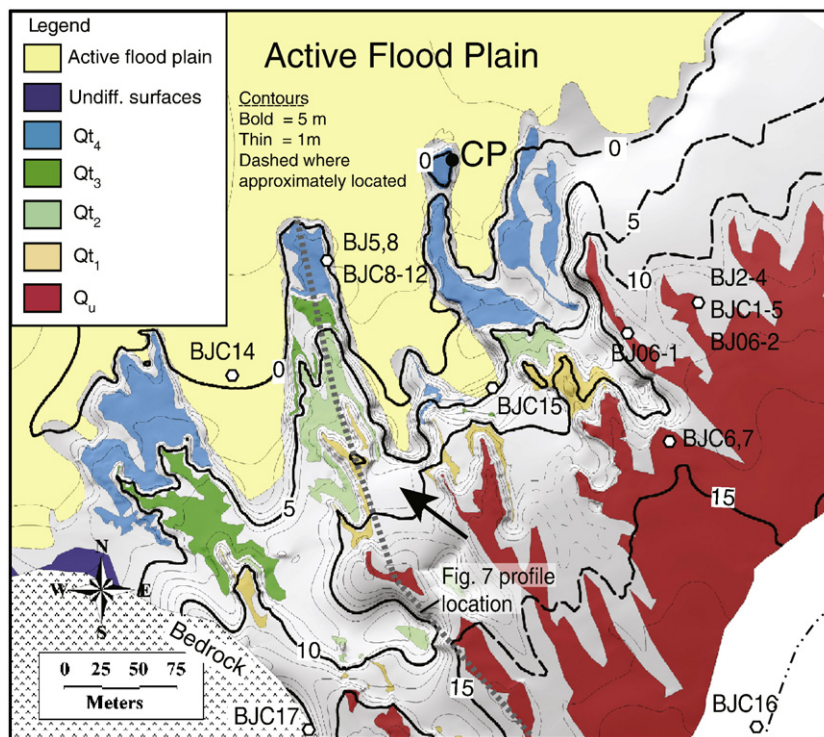 Legend
Active flood plain
Undiff. surfaces
Qt4
Qt3
Qt2
Qt1
Qu
Active Flood Plain
Contours
Bold = 5 m
Thin = 1m
Dashed where
approximately located
0
CP
0
5
10
BJ5,8
BJC8-12
BJ2-4
BJC1-5
BJ06-2
BJ06-1
BJC14
0
BJC15
BJC6,7
5
15
Fig. 7 profile
location
N
W
E
S
Bedrock
10
15
0 25 50 75
Meters
BJC17
BJC16